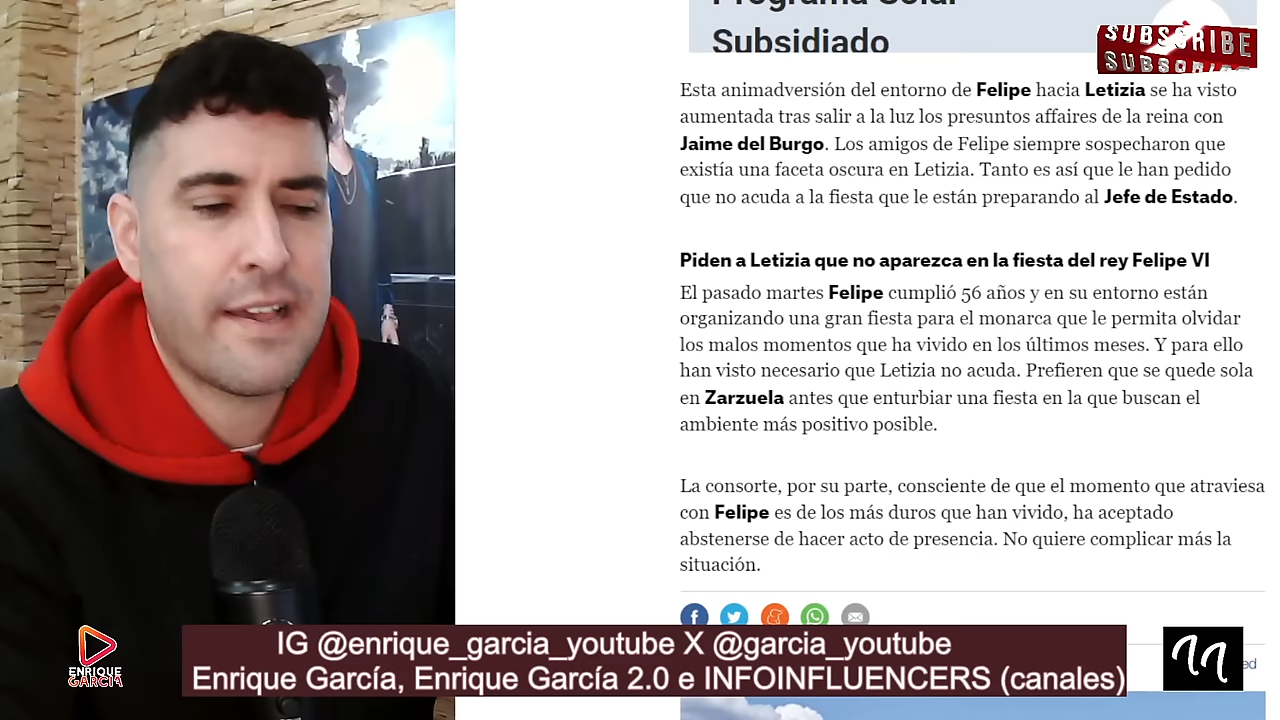 Programa Solar
Subsidiado
SUBSCRIBE
SUBSCRIBE
Esta animadversión del entorno de Felipe hacia Letizia se ha visto
aumentada tras salir a la luz los presuntos affaires de la reina con
Jaime del Burgo. Los amigos de Felipe siempre sospecharon que
existía una faceta oscura en Letizia. Tanto es así que le han pedido
que no acuda a la fiesta que le están preparando al Jefe de Estado.
Piden a Letizia que no aparezca en la fiesta del rey Felipe VI
El pasado martes Felipe cumplió 56 años y en su entorno están
organizando una gran fiesta para el monarca que le permita olvidar
los malos momentos que ha vivido en los últimos meses. Y para ello
han visto necesario que Letizia no acuda. Prefieren que se quede sola
en Zarzuela antes que enturbiar una fiesta en la que buscan el
ambiente más positivo posible.
La consorte, por su parte, consciente de que el momento que atraviesa
con Felipe es de los más duros que han vivido, ha aceptado
abstenerse de hacer acto de presencia. No quiere complicar más la
situación.
IG @enrique_garcia_youtube X @garcia_youtube
Enrique García, Enrique García 2.0 e INFOINFLUENCERS (canales)
ENRIQUE
GARCÍA